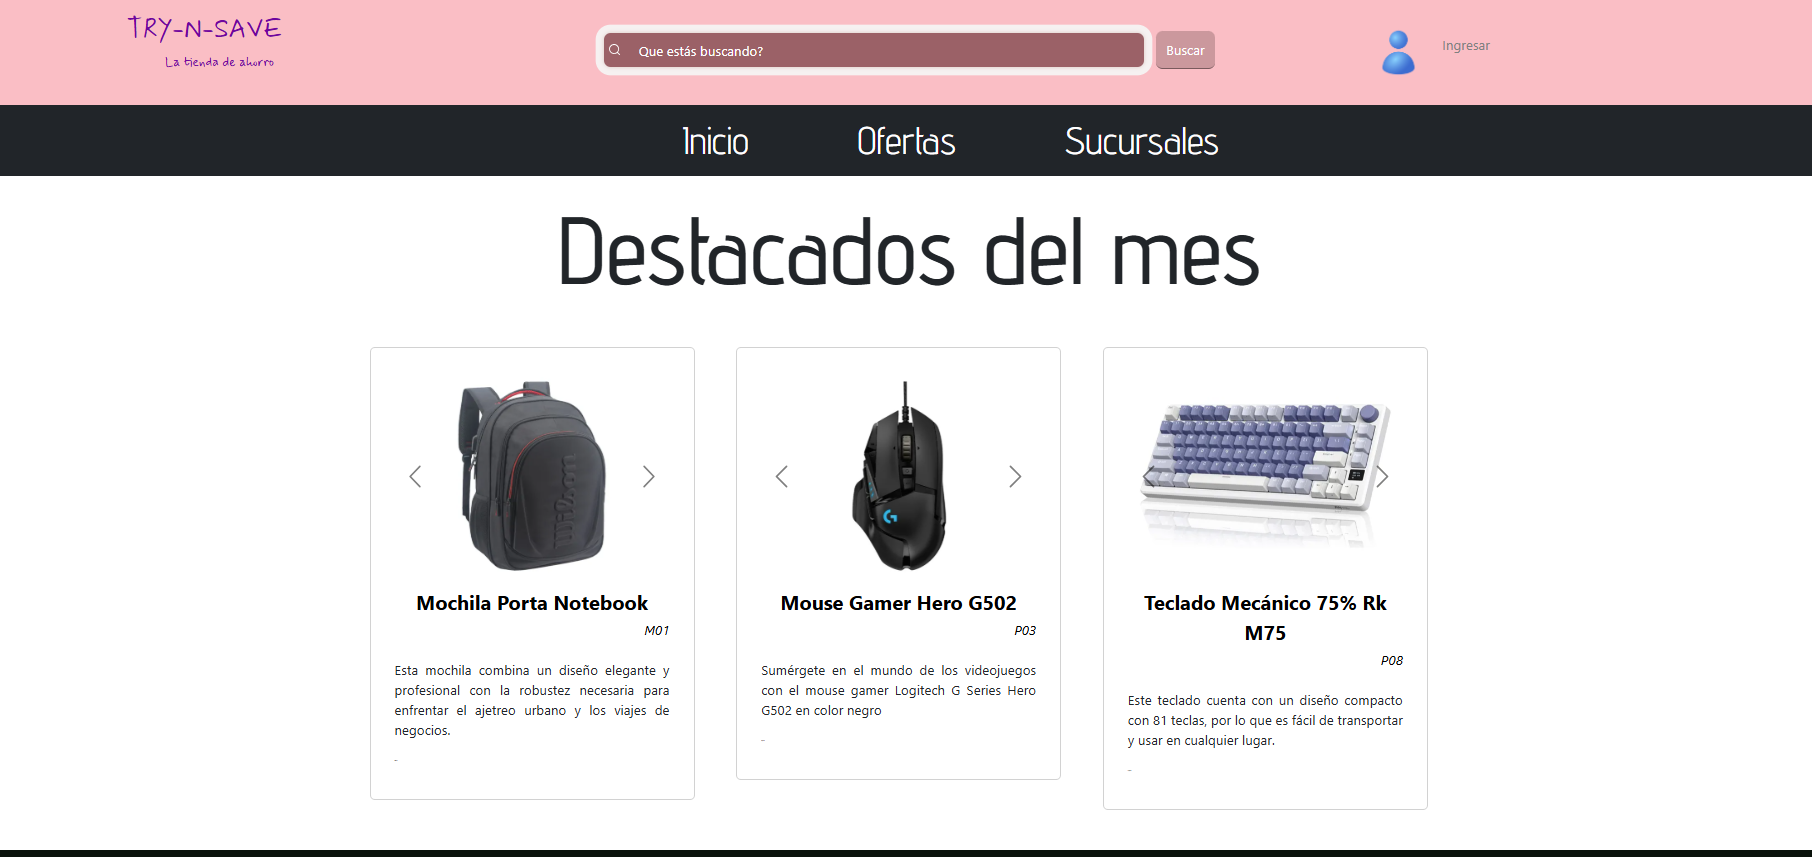 TRY-N-SAVE
La tienda de ahorro
Que estás buscando?
Buscar
Ingresar
Inicio
Ofertas
Sucursales
Destacados del mes
Wilson
G
Mochila Porta Notebook
M01
Esta mochila combina un diseño elegante y
profesional con la robustez necesaria para
enfrentar el ajetreo urbano y los viajes de
negocios.
-
Mouse Gamer Hero G502
P03
Sumérgete en el mundo de los videojuegos
con el mouse gamer Logitech G Series Hero
G502 en color negro
-
Teclado Mecánico 75% Rk
M75
P08
Este teclado cuenta con un diseño compacto
con 81 teclas, por lo que es fácil de transportar
y usar en cualquier lugar.
-